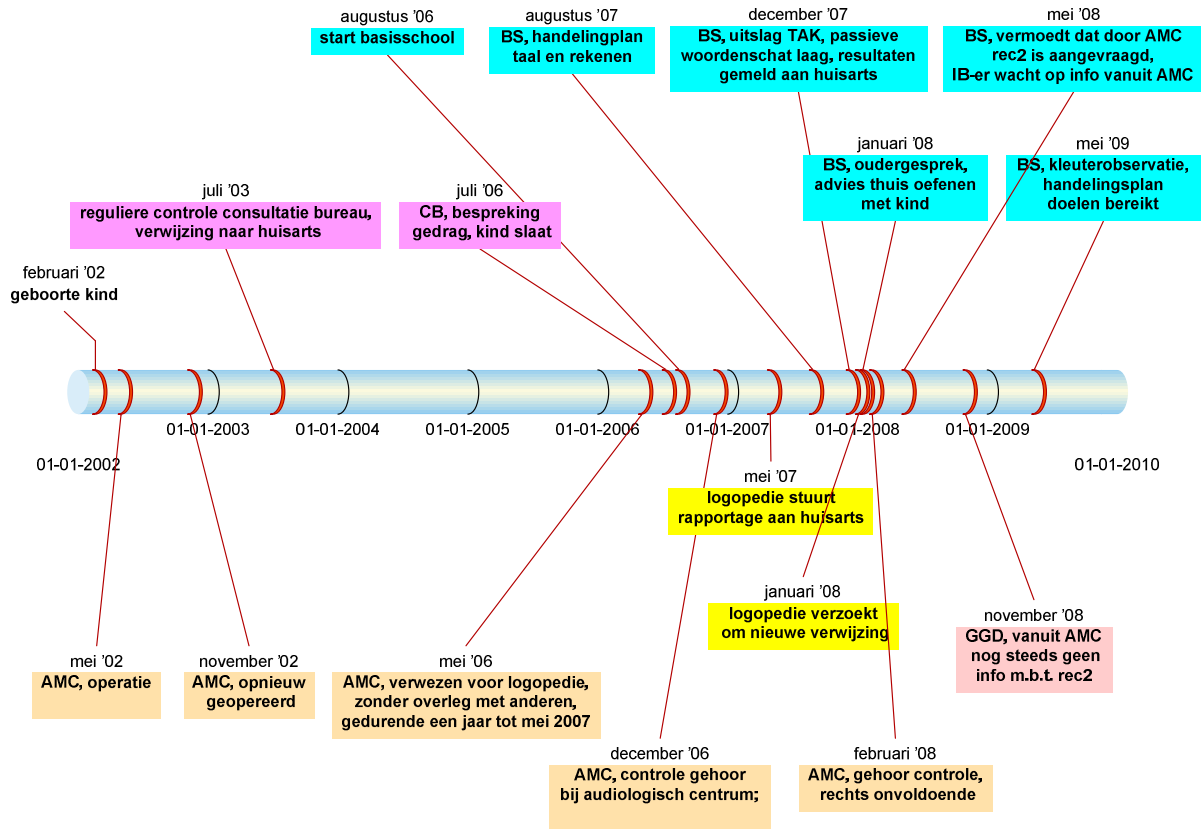 augustus '06
start basisschool
augustus '07
BS, handelingplan
taal en rekenen
december '07
BS, uitslag TAK, passieve
woordenschat laag, resultaten
gemeld aan huisarts
mei '08
BS, vermoedt dat door AMC
rec2 is aangevraagd,
IB-er wacht op info vanuit AMC
januari '08
BS, oudergesprek,
advies thuis oefenen
met kind
mei '09
BS, kleuterobservatie,
handelingsplan
doelen bereikt
juli '03
reguliere controle consultatie bureau,
verwijzing naar huisarts
juli '06
CB, bespreking
gedrag, kind slaat
februari '02
geboorte kind
01-01-2003
01-01-2004
01-01-2005
01-01-2006
01-01-2007
01-01-2008
01-01-2009
01-01-2002
01-01-2010
mei '07
logopedie stuurt
rapportage aan huisarts
januari '08
logopedie verzoekt
om nieuwe verwijzing
november '08
GGD, vanuit AMC
nog steeds geen
info m.b.t. rec2
mei '02
AMC, operatie
november '02
AMC, opnieuw
geopereerd
mei '06
AMC, verwezen voor logopedie,
zonder overleg met anderen,
gedurende een jaar tot mei 2007
december '06
AMC, controle gehoor
bij audiologisch centrum;
februari '08
AMC, gehoor controle,
rechts onvoldoende